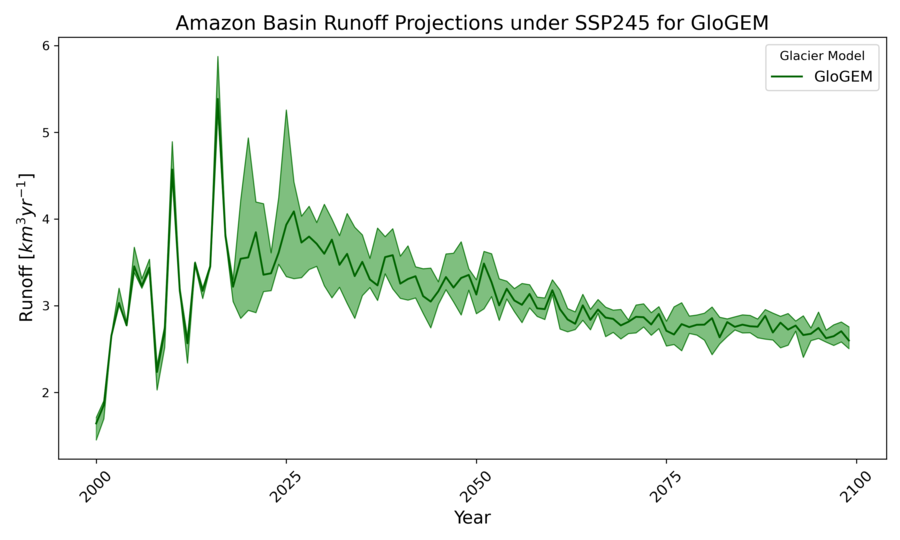 Amazon Basin Runoff Projections under SSP245 for GloGEM
Glacier Model
GloGEM
6
5
4
3
2
Runoff [km³yr⁻¹]
2000
2025
2050
2075
2100
Year